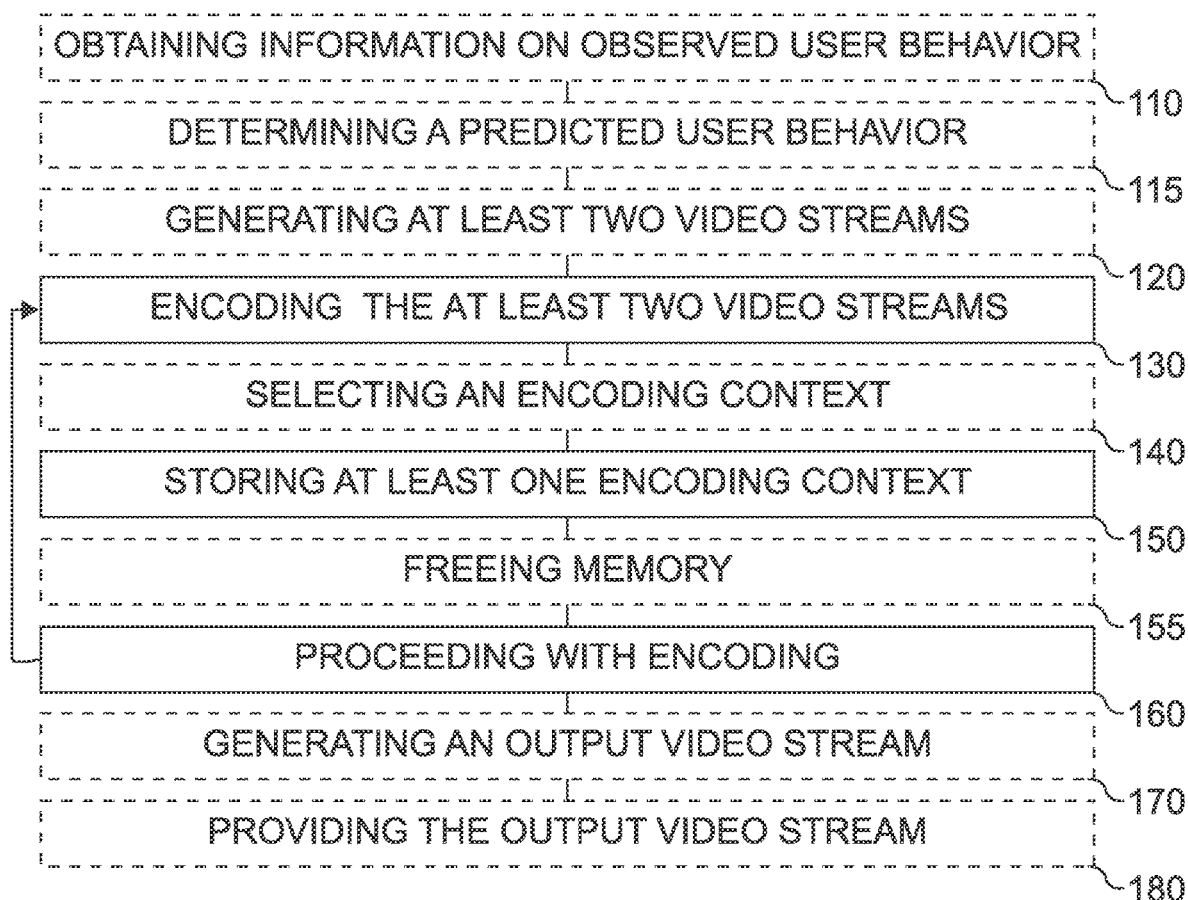 OBTAINING INFORMATION ON OBSERVED USER BEHAVIOR
110
DETERMINING A PREDICTED USER BEHAVIOR
115
GENERATING AT LEAST TWO VIDEO STREAMS
120
ENCODING THE AT LEAST TWO VIDEO STREAMS
130
SELECTING AN ENCODING CONTEXT
140
STORING AT LEAST ONE ENCODING CONTEXT
150
FREEING MEMORY
155
PROCEEDING WITH ENCODING
160
GENERATING AN OUTPUT VIDEO STREAM
170
PROVIDING THE OUTPUT VIDEO STREAM
180